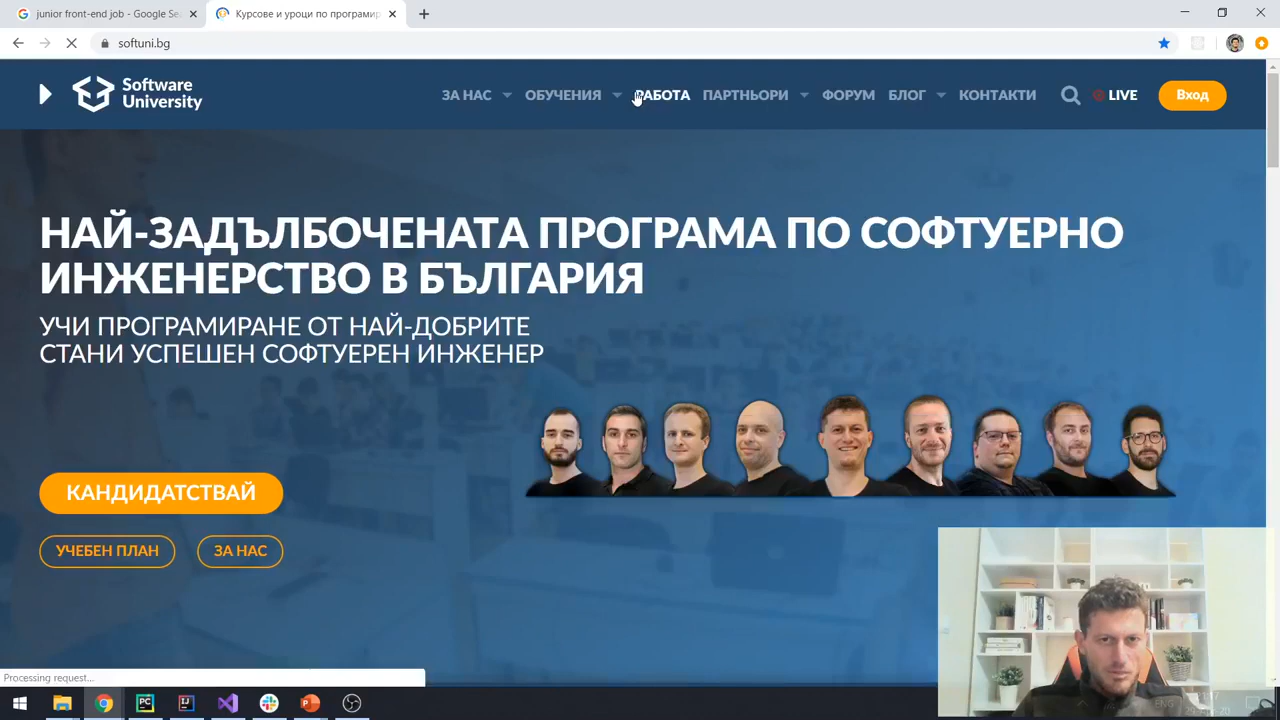 junior front-end job - Google Se
Курсове и уроци по програмир
softuni.bg
Software
University
ЗА НАС
ОБУЧЕНИЯ
РАБОТА
ПАРТНЬОРИ
ФОРУМ
БЛОГ
КОНТАКТИ
LIVE
Вход
НАЙ-ЗАДЪЛБОЧЕНАТА ПРОГРАМА ПО СОФТУЕРНО
ИНЖЕНЕРСТВО В БЪЛГАРИЯ
УЧИ ПРОГРАМИРАНЕ ОТ НАЙ-ДОБРИТЕ
СТАНИ УСПЕШЕН СОФТУЕРЕН ИНЖЕНЕР
КАНДИДАТСТВАЙ
УЧЕБЕН ПЛАН
ЗА НАС
Processing request...
ENG